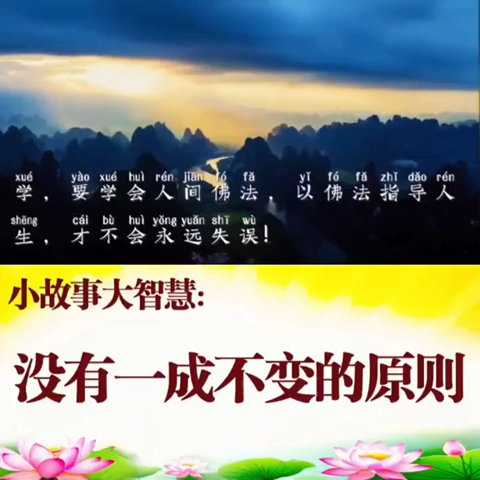 xué yào xué huì rén jiān fó fǎ yǐ fó fǎ zhǐ dǎo rén
学，要学会人间佛法，以佛法指导人
shēng cái bù huì yǒng yuǎn shī wù
生，才不会永远失误！
小故事大智慧：
没有一成不变的原则